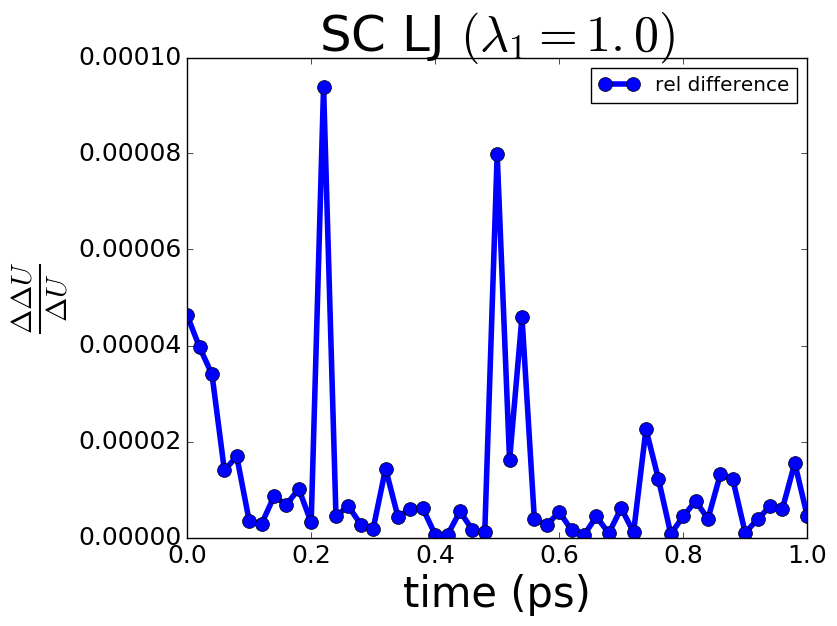 SC LJ (λ₁ = 1.0)
rel difference
ΔΔU
ΔU
0.00010
0.00008
0.00006
0.00004
0.00002
0.00000
0.0 0.2 0.4 0.6 0.8 1.0
time (ps)